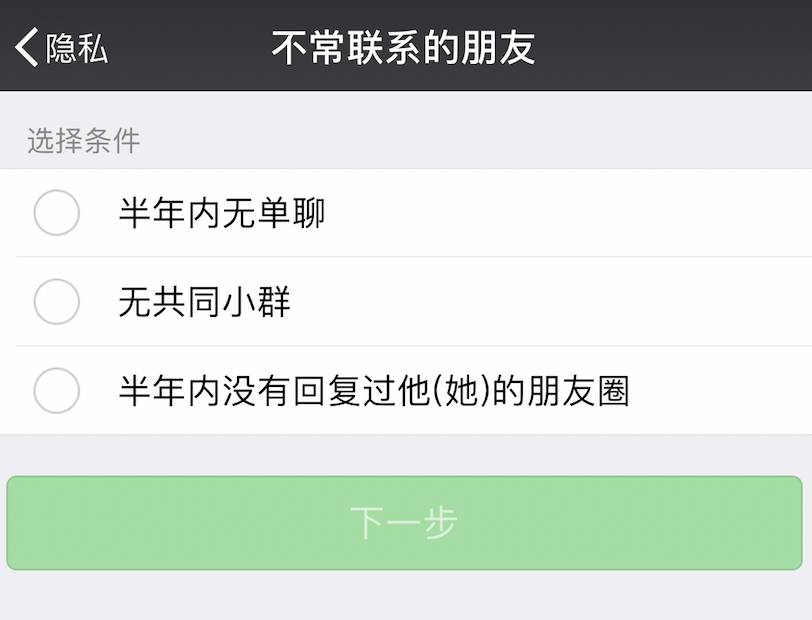 隐私
不常联系的朋友
选择条件
半年内无单聊
无共同小群
半年内没有回复过他(她)的朋友圈
下一步